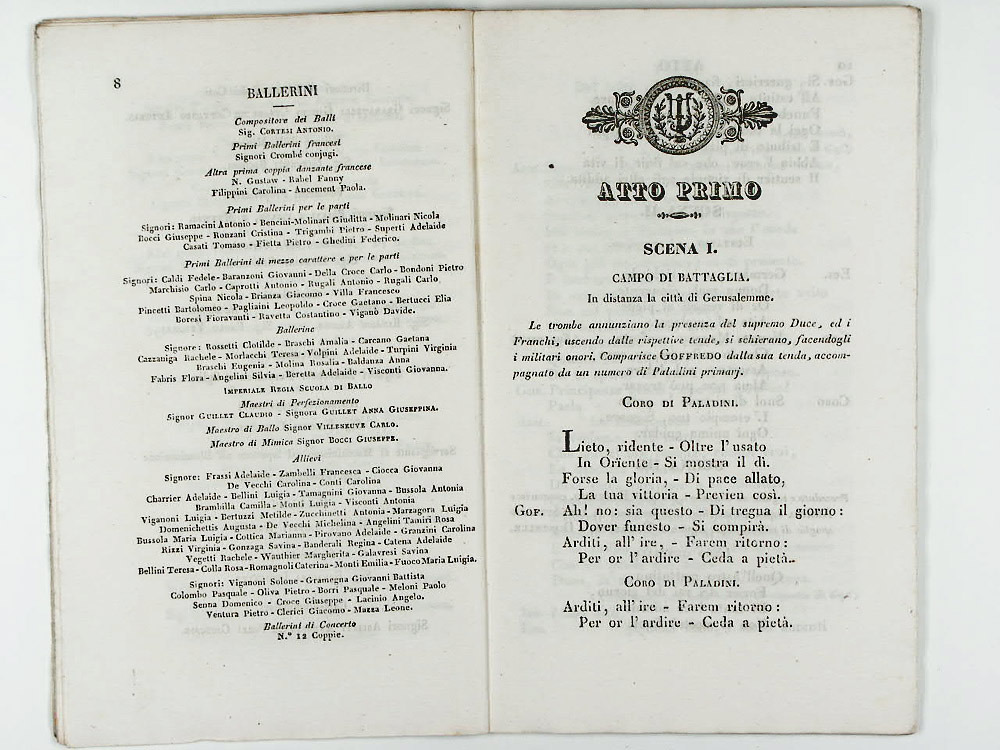 8
BALLERINI
Compositore dei Balli
Sig. CORTESI ANTONIO.
Primi Ballerini francesi
Signori Crombé conjugi.
Altra prima coppia danzante francese
N. Gustaw - Rabel Fanny
Filippini Carolina - Ancement Paola.
Primi Ballerini per le parti
Signori: Ramacini Antonio - Bencini-Molinari Giuditta - Molinari Nicola
Bocci Giuseppe - Ronzani Cristina - Trigambi Pietro - Superti Adelaide
Casati Tomaso - Fietta Pietro - Ghedini Federico.
Primi Ballerini di mezzo carattere e per le parti
Signori: Caldi Fedele - Baranzoni Giovanni - Della Croce Carlo - Bondoni Pietro
Marchisio Carlo - Caprotti Antonio - Rugali Antonio - Rugali Carlo
Spina Nicola - Brianza Giacomo - Villa Francesco
Pincetti Bartolomeo - Pagliaini Leopoldo - Croce Gaetano - Bertucci Elia
Boresi Fioravanti - Ravetta Costantino - Viganò Davide.
Ballerine
Signore: Rossetti Clotilde - Braschi Amalia - Carcano Gaetana
Cazzaniga Rachele - Morlacchi Teresa - Volpini Adelaide - Turpini Virginia
Braschi Eugenia - Molina Rosalia - Baldanza Anna
Fabris Flora - Angelini Silvia - Beretta Adelaide - Visconti Giovanna.
IMPERIALE REGIA SCUOLA DI BALLO
Maestri di Perfezionamento
Signor GUILLET CLAUDIO - Signora GUILLET ANNA GIUSEPPINA.
Maestro di Ballo Signor VILLENEUVE CARLO.
Maestro di Mimica Signor BOCCI GIUSEPPE.
Allievi
Signore: Frassi Adelaide - Zambelli Francesca - Ciocca Giovanna
De Vecchi Carolina - Conti Carolina
Charrier Adelaide - Bellini Luigia - Tamagnini Giovanna - Bussola Antonia
Brambilla Camilla - Monti Luigia - Visconti Antonia
Viganoni Luigia - Bertuzzi Metilde - Zucchinetti Antonia - Marzagora Luigia
Domenichettis Augusta - De Vecchi Michelina - Angelini Tamiri Rosa
Bussola Maria Luigia - Cottica Marianna - Pirovano Adelaide - Granzini Carolina
Rizzi Virginia - Gonzaga Savina - Banderali Regina - Catena Adelaide
Vegetti Rachele - Wauthier Margherita - Galavresi Savina
Bellini Teresa - Colla Rosa - Romagnoli Caterina - Monti Emilia - Fuoco Maria Luigia.
Signori: Viganoni Solone - Gramegna Giovanni Battista
Colombo Pasquale - Oliva Pietro - Borri Pasquale - Meloni Paolo
Senna Domenico - Croce Giuseppe - Lacinio Angelo.
Ventura Pietro - Clerici Giacomo - Mazza Leone.
Ballerini di Concerto
N.° 12 Coppie.
ATTO PRIMO
SCENA I.
CAMPO DI BATTAGLIA.
In distanza la città di Gerusalemme.
Le trombe annunziano la presenza del supremo Duce, ed i
Franchi, uscendo dalle rispettive tende, si schierano, facendogli
i militari onori. Comparisce GOFFREDO dalla sua tenda, accom-
pagnato da un numero di Paladini primarj.
CORO DI PALADINI.
Lieto, ridente - Oltre l'usato
In Oriente - Si mostra il dì.
Forse la gloria, - Di pace allato,
La tua vittoria - Previen così.
GOF. Ah! no: sia questo - Di tregua il giorno:
Dover funesto - Si compirà.
Arditi, all'ire, - Farem ritorno:
Per or l'ardire - Ceda a pietà..
CORO DI PALADINI.
Arditi, all'ire - Farem ritorno:
Per or l'ardire - Ceda a pietà.